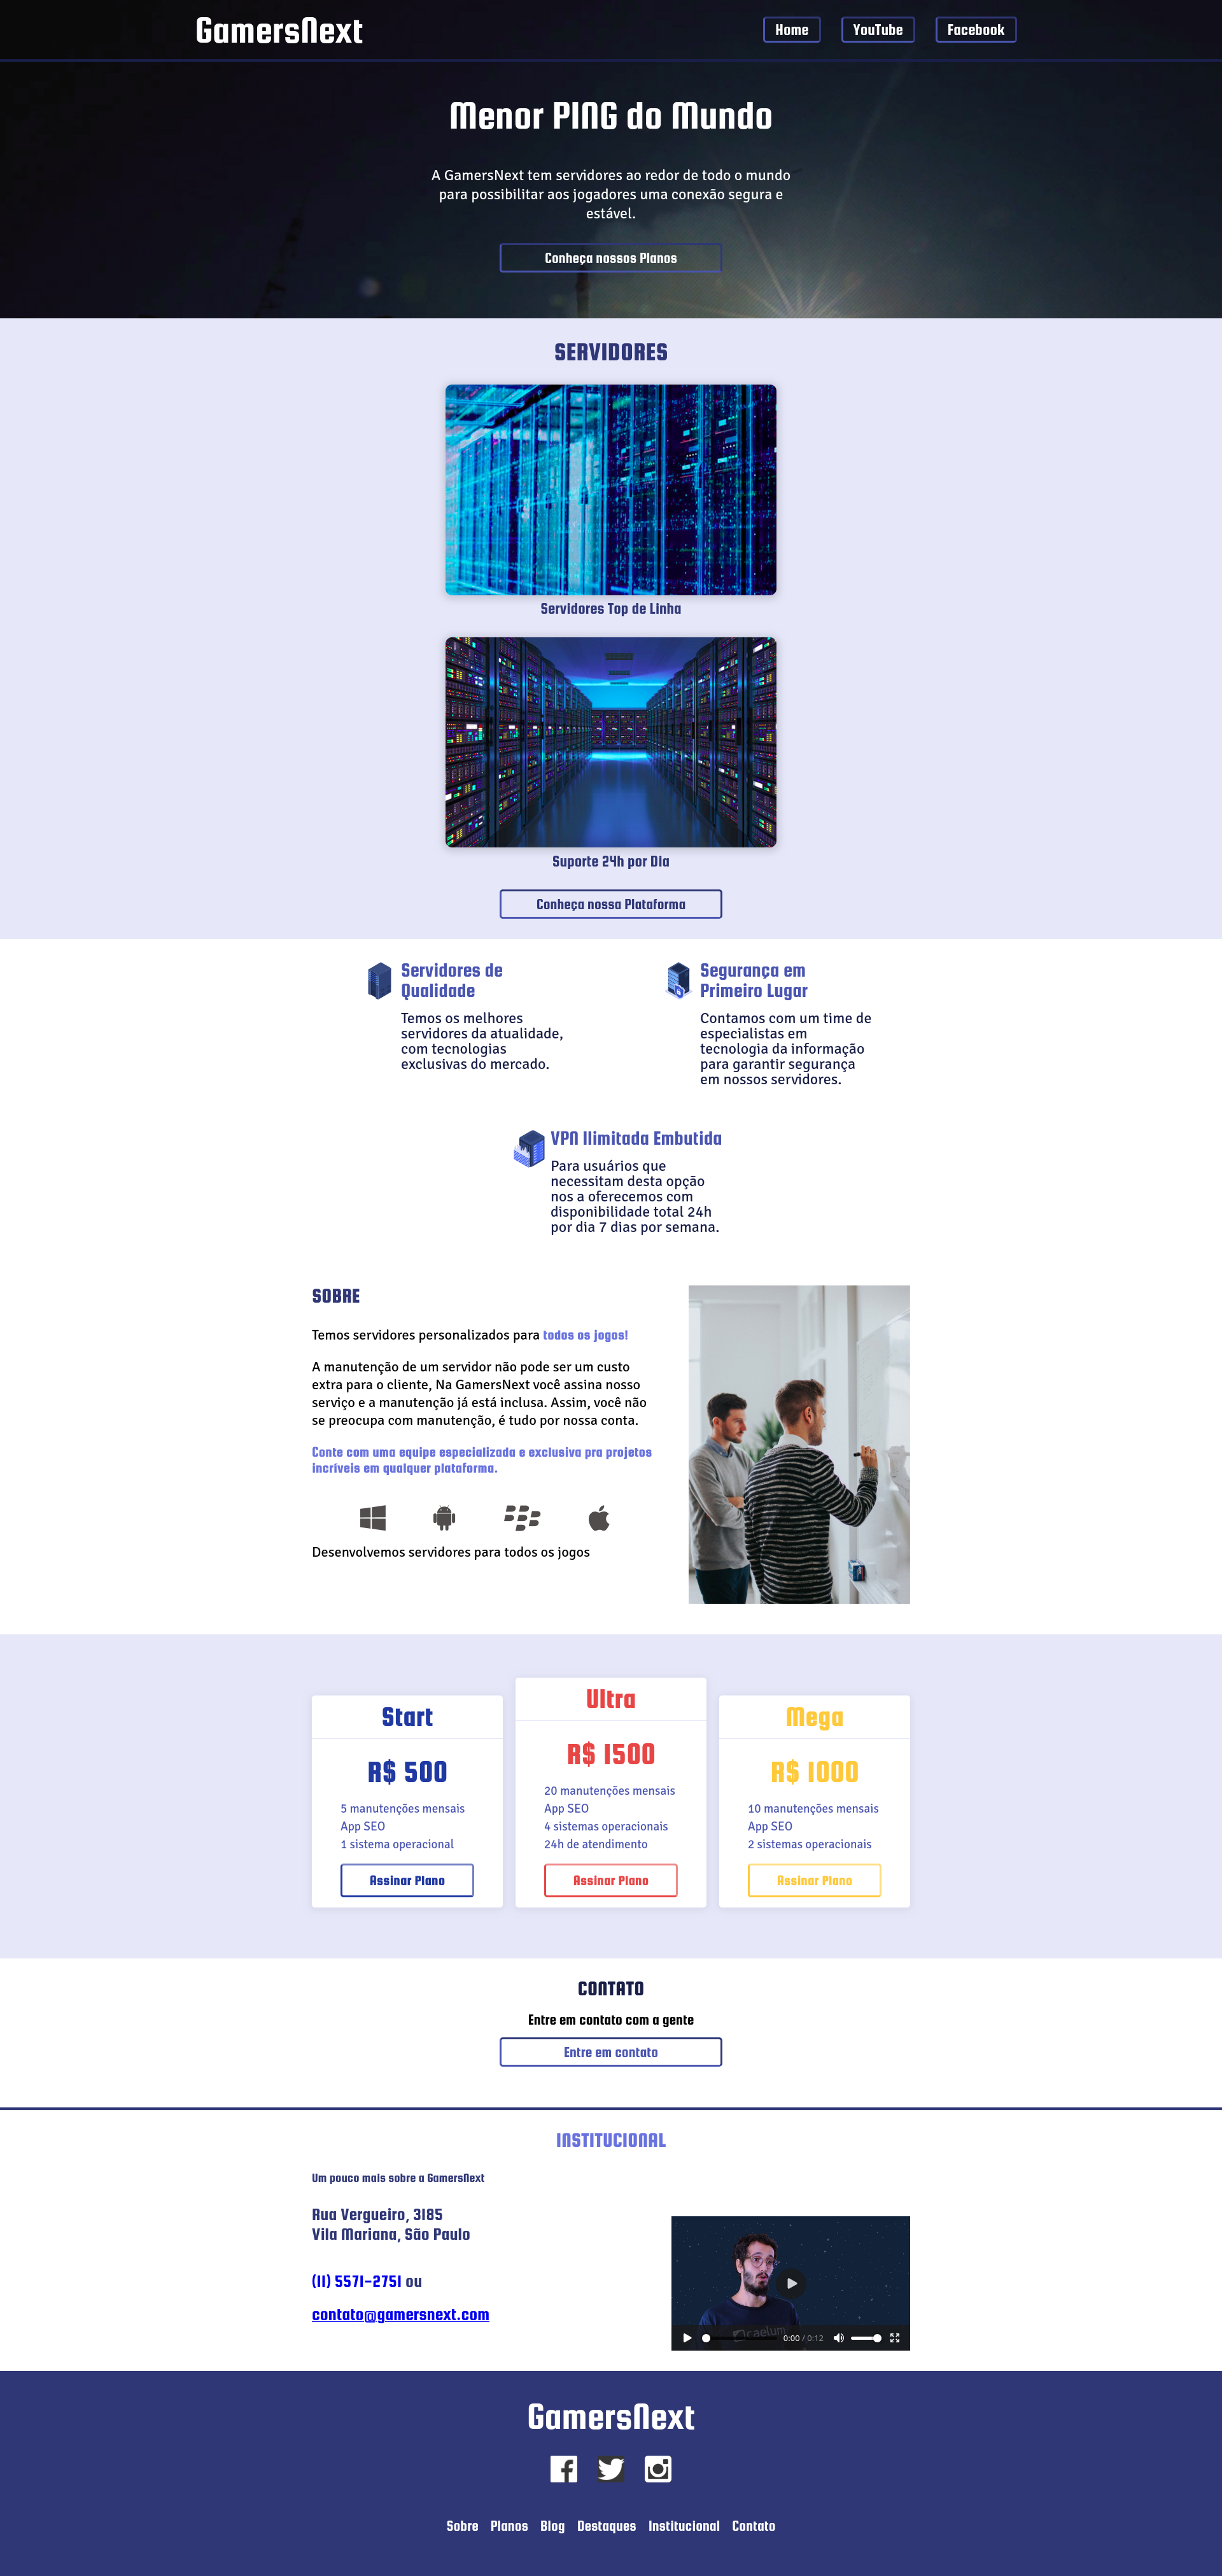 GamersNext
Home
YouTube
Facebook
Menor PING do Mundo
A GamersNext tem servidores ao redor de todo o mundo
para possibilitar aos jogadores uma conexão segura e
estável.
Conheça nossos Planos
SERVIDORES
Servidores Top de Linha
Suporte 24h por Dia
Conheça nossa Plataforma
Servidores de
Qualidade
Temos os melhores
servidores da atualidade,
com tecnologias
exclusivas do mercado.
Segurança em
Primeiro Lugar
Contamos com um time de
especialistas em
tecnologia da informação
para garantir segurança
em nossos servidores.
VPN Ilimitada Embutida
Para usuários que
necessitam desta opção
nos a oferecemos com
disponibilidade total 24h
por dia 7 dias por semana.
SOBRE
Temos servidores personalizados para todos os jogos!
A manutenção de um servidor não pode ser um custo
extra para o cliente, Na GamersNext você assina nosso
serviço e a manutenção já está inclusa. Assim, você não
se preocupa com manutenção, é tudo por nossa conta.
Conte com uma equipe especializada e exclusiva pra projetos
incríveis em qualquer plataforma.
Desenvolvemos servidores para todos os jogos
Start
R$ 500
5 manutenções mensais
App SEO
1 sistema operacional
Assinar Plano
Ultra
R$ 1500
20 manutenções mensais
App SEO
4 sistemas operacionais
24h de atendimento
Assinar Plano
Mega
R$ 1000
10 manutenções mensais
App SEO
2 sistemas operacionais
Assinar Plano
CONTATO
Entre em contato com a gente
Entre em contato
INSTITUCIONAL
Um pouco mais sobre a GamersNext
Rua Vergueiro, 3185
Vila Mariana, São Paulo
(11) 5571-2751 ou
contato@gamersnext.com
0:00 / 0:12
GamersNext
Sobre
Planos
Blog
Destaques
Institucional
Contato